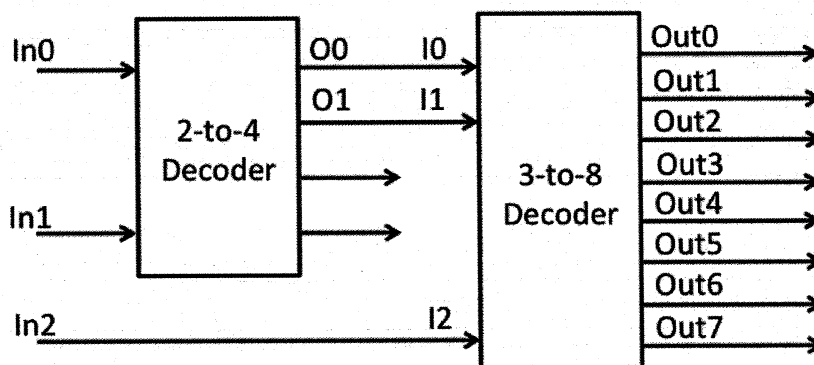 In0
In1
In2
2-to-4
Decoder
O0
O1
I0
I1
I2
3-to-8
Decoder
Out0
Out1
Out2
Out3
Out4
Out5
Out6
Out7